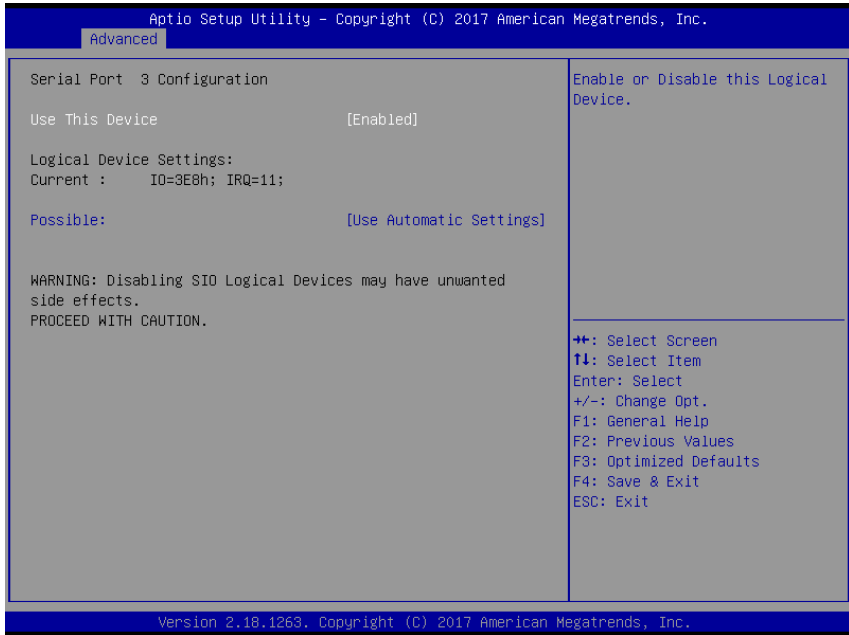 Aptio Setup Utility – Copyright (C) 2017 American Megatrends, Inc.
Advanced
Serial Port  3 Configuration
Use This Device [Enabled]
Logical Device Settings:
Current :    IO=3E8h; IRQ=11;
Possible: [Use Automatic Settings]
WARNING: Disabling SIO Logical Devices may have unwanted
side effects.
PROCEED WITH CAUTION.
Enable or Disable this Logical
Device.
→←: Select Screen
↑↓: Select Item
Enter: Select
+/-: Change Opt.
F1: General Help
F2: Previous Values
F3: Optimized Defaults
F4: Save & Exit
ESC: Exit
Version 2.18.1263. Copyright (C) 2017 American Megatrends, Inc.